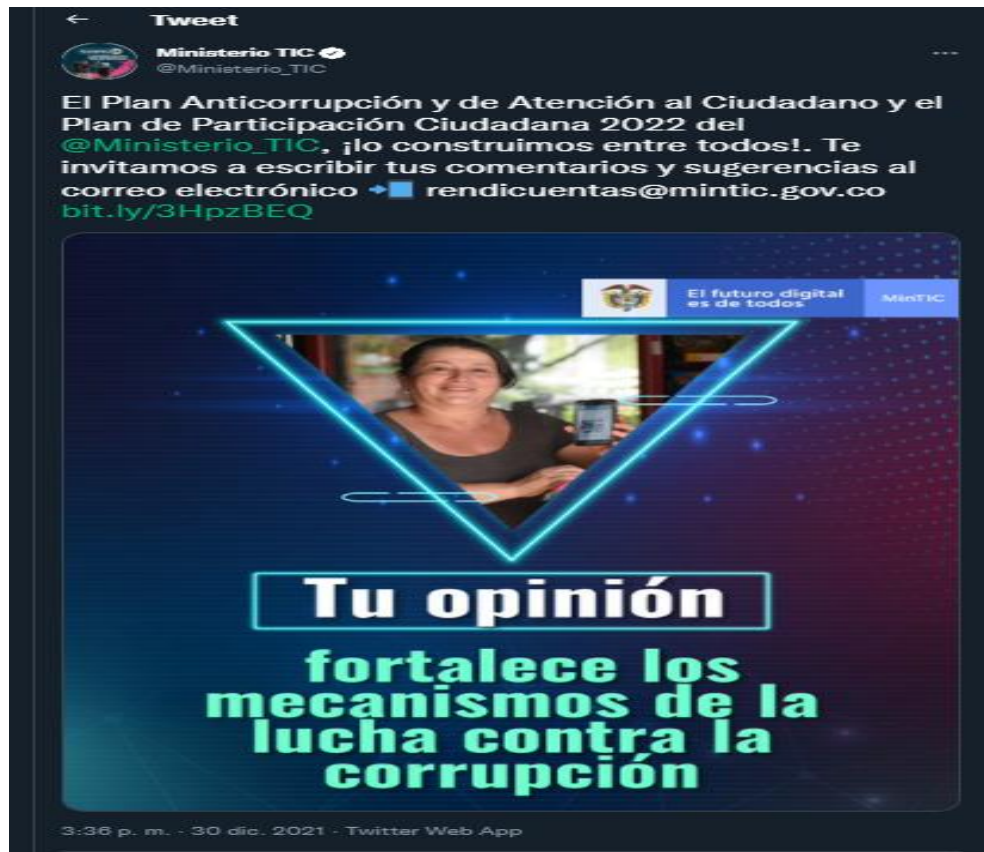 Tweet
Ministerio TIC
@Ministerio_TIC
El Plan Anticorrupción y de Atención al Ciudadano y el
Plan de Participación Ciudadana 2022 del
@Ministerio_TIC, ¡lo construimos entre todos!. Te
invitamos a escribir tus comentarios y sugerencias al
correo electrónico rendicuentas@mintic.gov.co
bit.ly/3HpzBEQ
El futuro digital
es de todos
MinTIC
Tu opinión
fortalece los
mecanismos de la
lucha contra la
corrupción
3:36 p. m. · 30 dic. 2021 · Twitter Web App